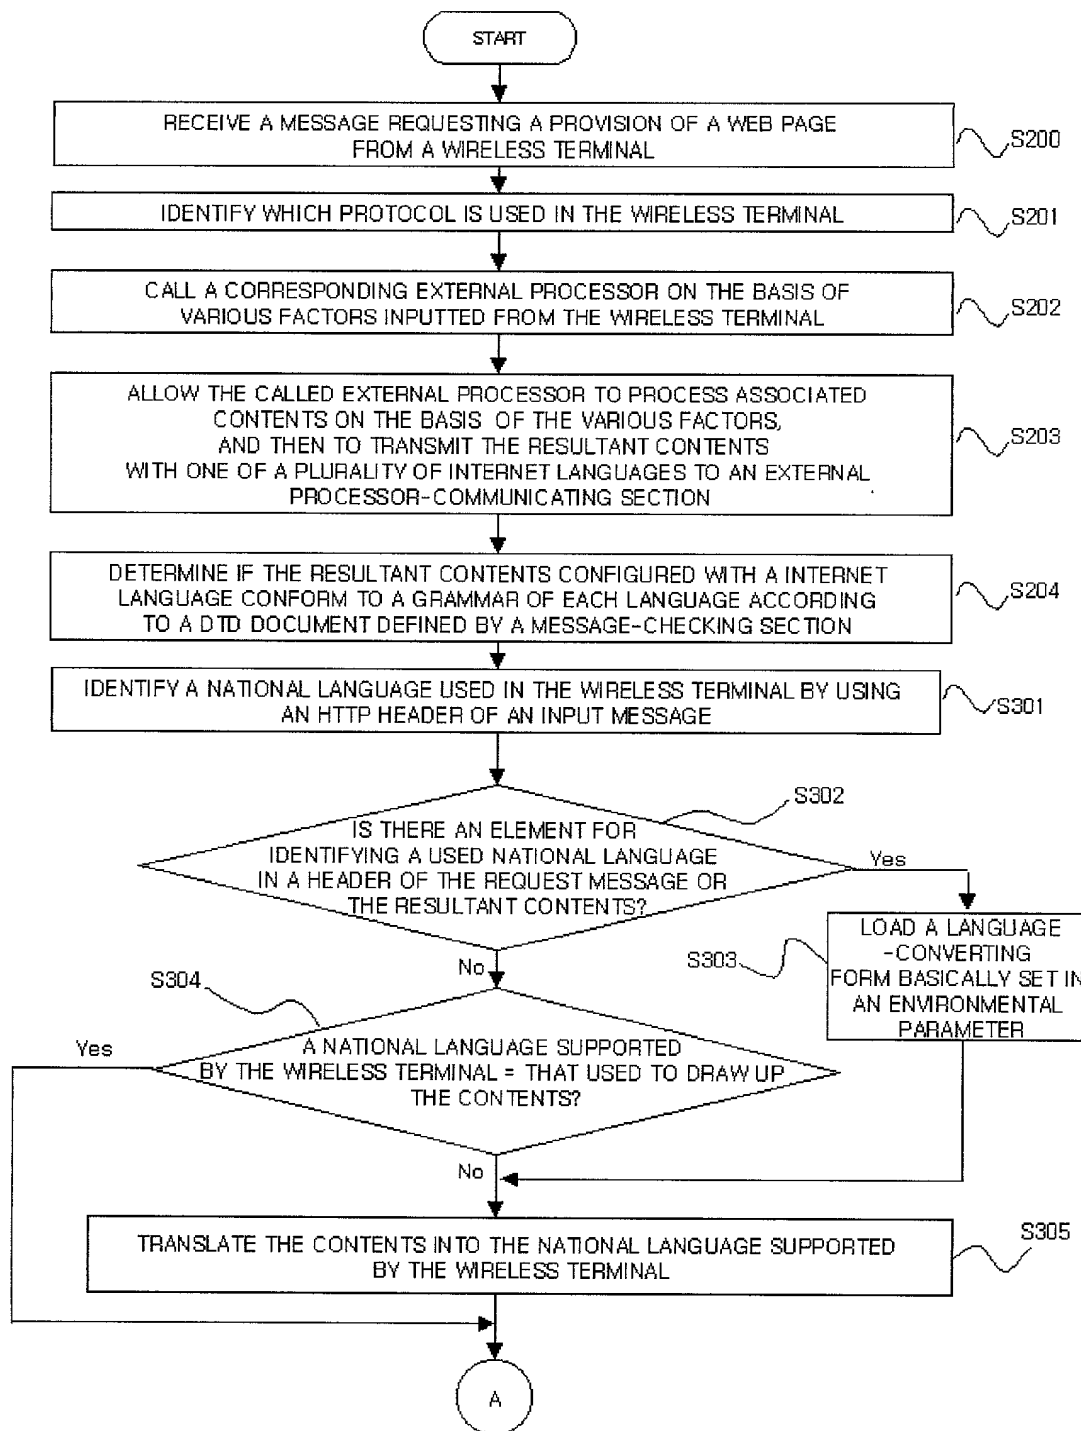 START
RECEIVE A MESSAGE REQUESTING A PROVISION OF A WEB PAGE
FROM A WIRELESS TERMINAL
S200
IDENTIFY WHICH PROTOCOL IS USED IN THE WIRELESS TERMINAL
S201
CALL A CORRESPONDING EXTERNAL PROCESSOR ON THE BASIS OF
VARIOUS FACTORS INPUTTED FROM THE WIRELESS TERMINAL
S202
ALLOW THE CALLED EXTERNAL PROCESSOR TO PROCESS ASSOCIATED
CONTENTS ON THE BASIS OF THE VARIOUS FACTORS,
AND THEN TO TRANSMIT THE RESULTANT CONTENTS
WITH ONE OF A PLURALITY OF INTERNET LANGUAGES TO AN EXTERNAL
PROCESSOR-COMMUNICATING SECTION
S203
DETERMINE IF THE RESULTANT CONTENTS CONFIGURED WITH A INTERNET
LANGUAGE CONFORM TO A GRAMMAR OF EACH LANGUAGE ACCORDING
TO A DTD DOCUMENT DEFINED BY A MESSAGE-CHECKING SECTION
S204
IDENTIFY A NATIONAL LANGUAGE USED IN THE WIRELESS TERMINAL BY USING
AN HTTP HEADER OF AN INPUT MESSAGE
S301
S302
IS THERE AN ELEMENT FOR
IDENTIFYING A USED NATIONAL LANGUAGE
IN A HEADER OF THE REQUEST MESSAGE OR
THE RESULTANT CONTENTS?
Yes
No
S303
LOAD A LANGUAGE
-CONVERTING
FORM BASICALLY SET IN
AN ENVIRONMENTAL
PARAMETER
S304
Yes
A NATIONAL LANGUAGE SUPPORTED
BY THE WIRELESS TERMINAL = THAT USED TO DRAW UP
THE CONTENTS?
No
TRANSLATE THE CONTENTS INTO THE NATIONAL LANGUAGE SUPPORTED
BY THE WIRELESS TERMINAL
S305
A